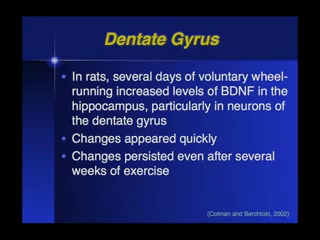 Dentate Gyrus
• In rats, several days of voluntary wheel-
running increased levels of BDNF in the
hippocampus, particularly in neurons of
the dentate gyrus
• Changes appeared quickly
• Changes persisted even after several
weeks of exercise
(Cotman and Berchtold, 2002)